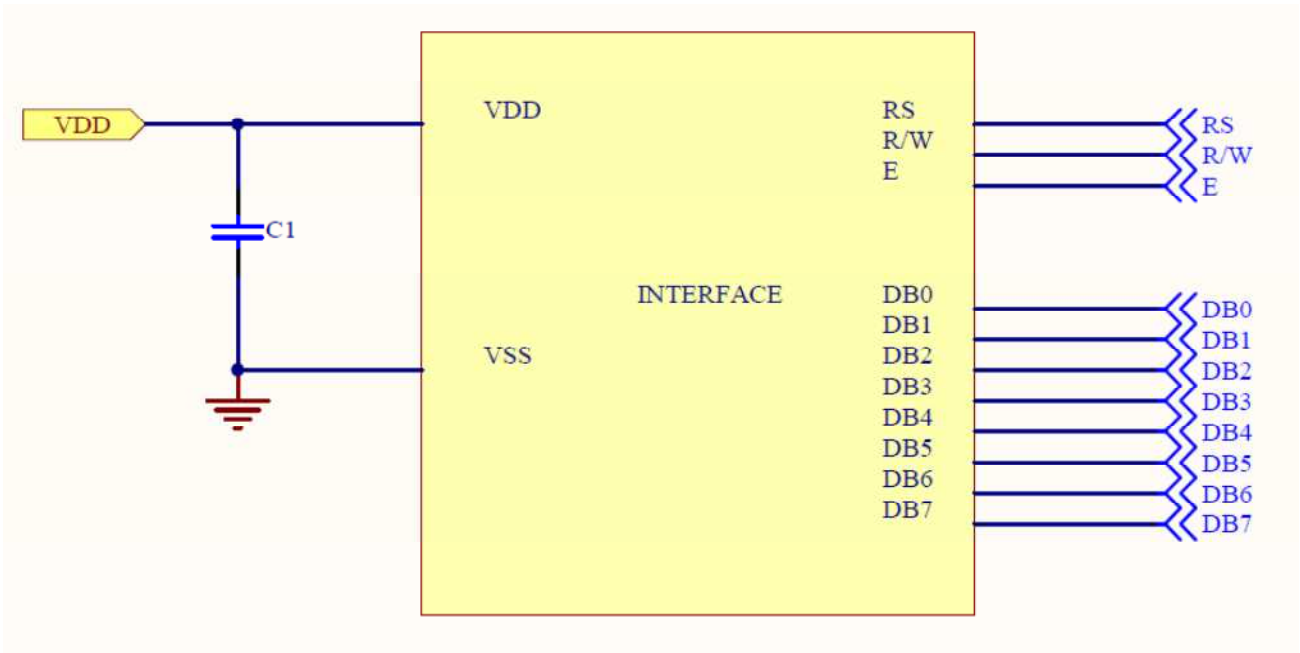 VDD
C1
VDD
VSS
INTERFACE
RS
R/W
E
DB0
DB1
DB2
DB3
DB4
DB5
DB6
DB7
RS
R/W
E
DB0
DB1
DB2
DB3
DB4
DB5
DB6
DB7